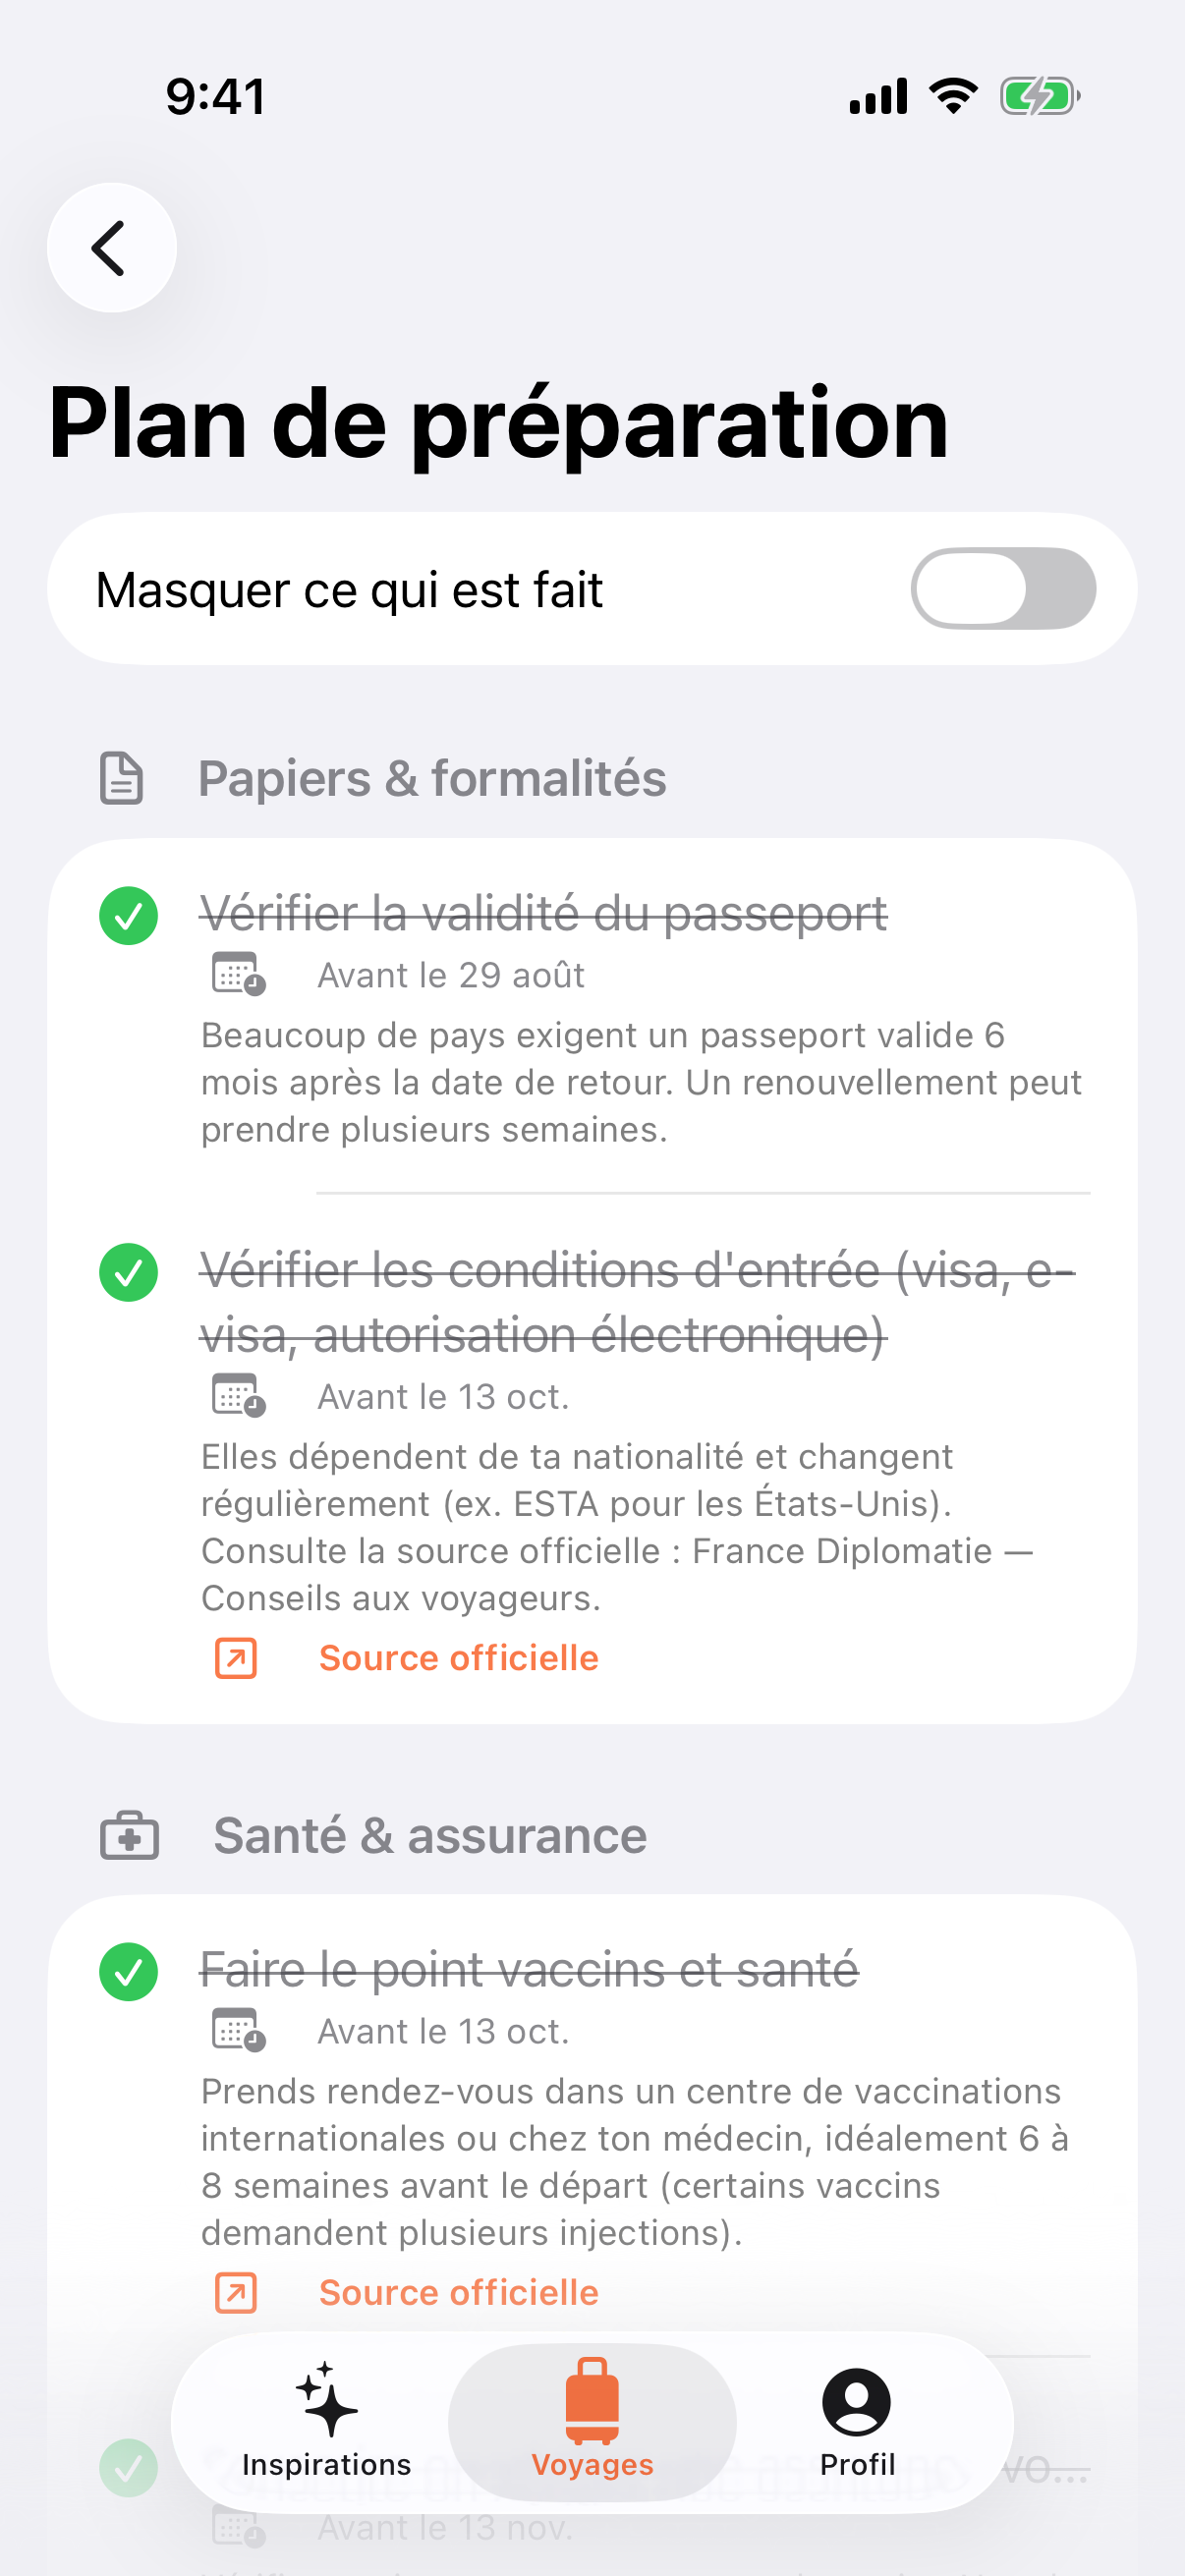 9:41
Plan de préparation
Masquer ce qui est fait
Papiers & formalités
Vérifier la validité du passeport
Avant le 29 août
Beaucoup de pays exigent un passeport valide 6
mois après la date de retour. Un renouvellement peut
prendre plusieurs semaines.
Vérifier les conditions d'entrée (visa, e-
visa, autorisation électronique)
Avant le 13 oct.
Elles dépendent de ta nationalité et changent
régulièrement (ex. ESTA pour les États-Unis).
Consulte la source officielle : France Diplomatie —
Conseils aux voyageurs.
Source officielle
Santé & assurance
Faire le point vaccins et santé
Avant le 13 oct.
Prends rendez-vous dans un centre de vaccinations
internationales ou chez ton médecin, idéalement 6 à
8 semaines avant le départ (certains vaccins
demandent plusieurs injections).
Source officielle
Inspirations
Voyages
Profil
vo...
Avant le 13 nov.